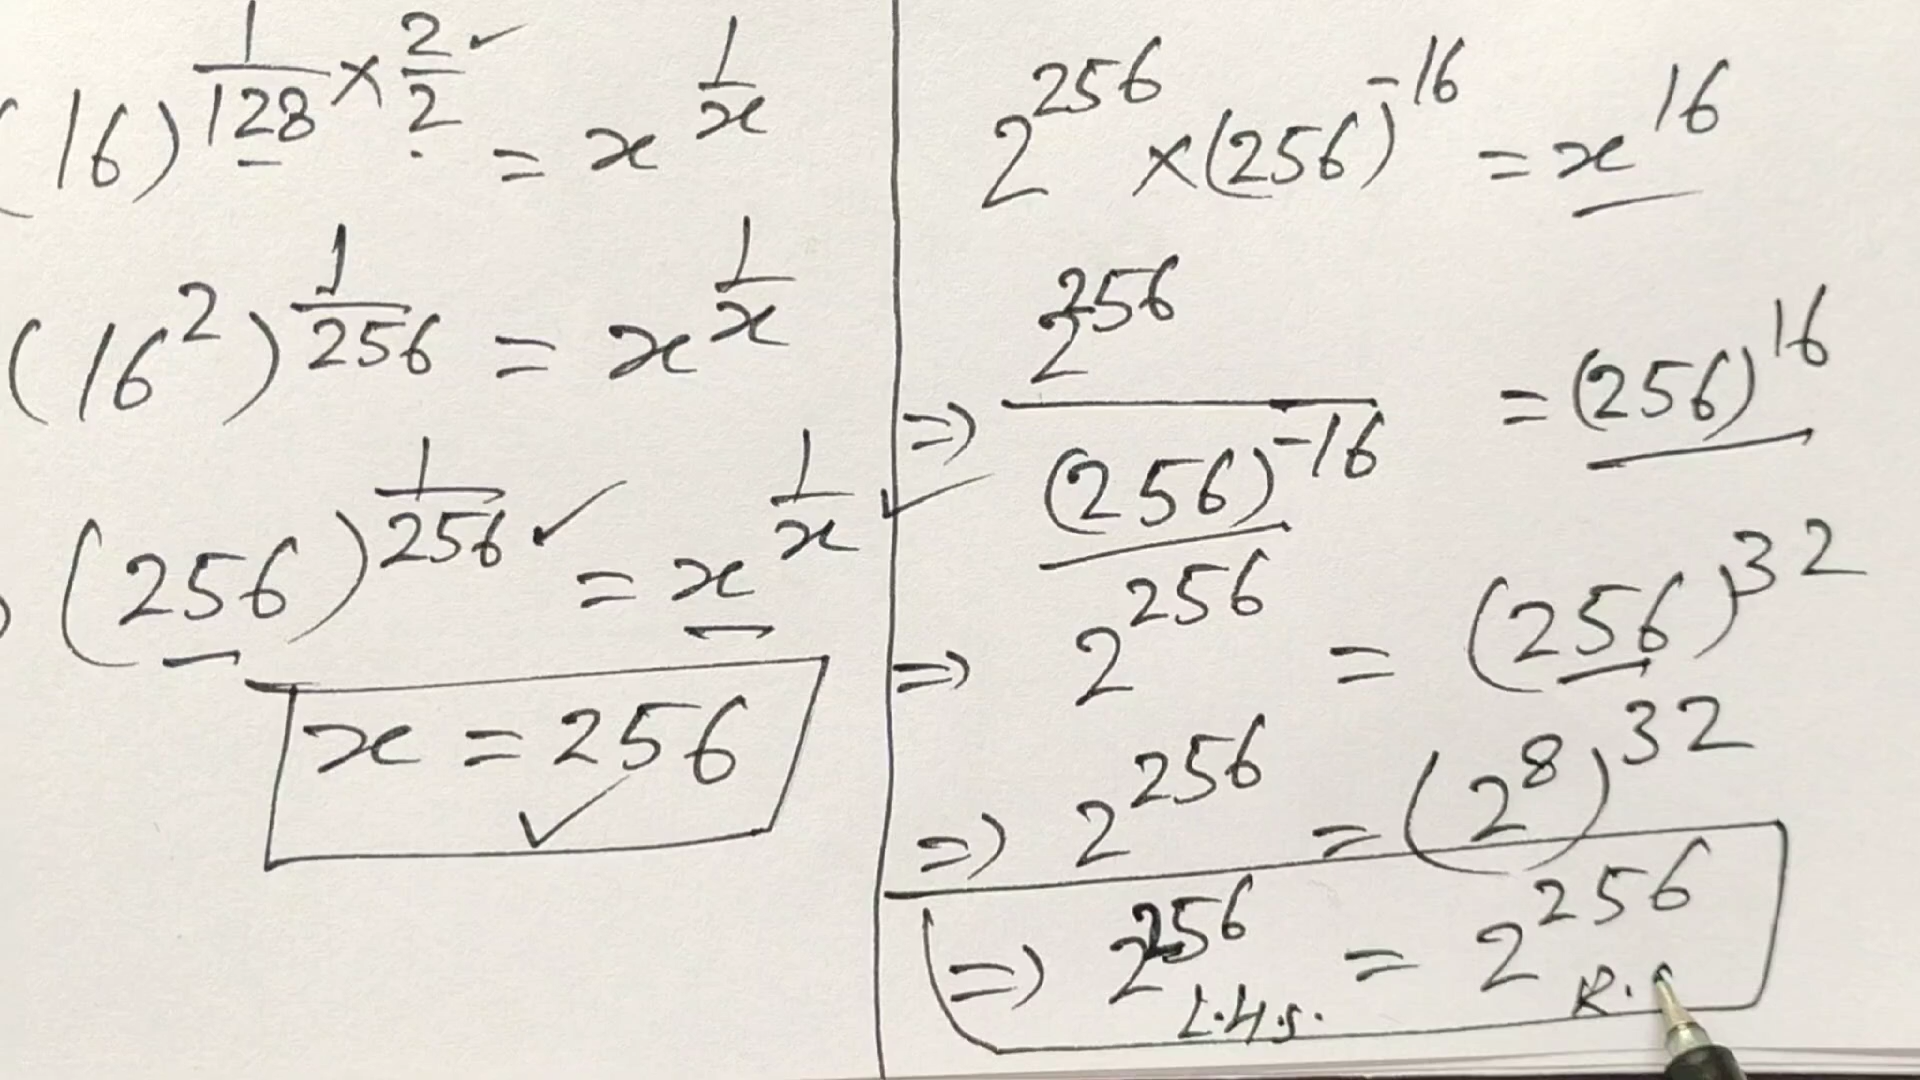 (16)^(1/128 × 2/2) ✓ = x^(1/x)
(16²)^(1/256) = x^(1/x)
(256)^(1/256) ✓ = x^(1/x) ✓
x = 256 ✓
2^256 × (256)^-16 = x^16
=> 2^256 / (256)^-16 = (256)^16
=> 2^256 = (256)^32
=> 2^256 = (2^8)^32
=> 2^256 = 2^256
L.H.S. R.